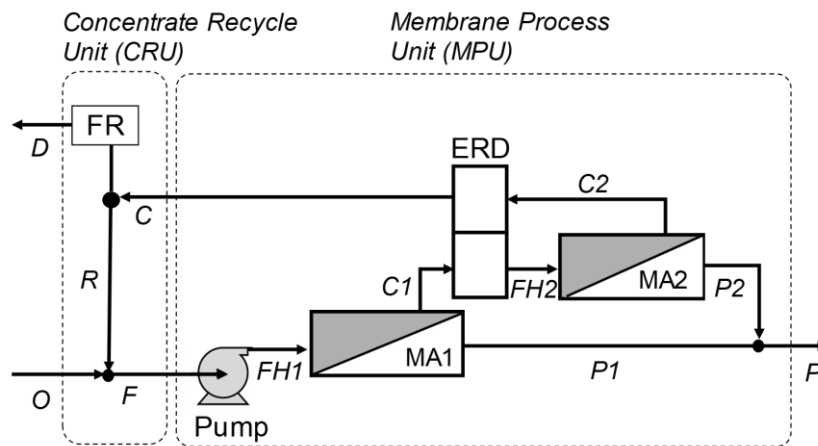 Concentrate Recycle
Unit (CRU)
Membrane Process
Unit (MPU)
FR
D
ERD
C
C2
R
C1
FH2
MA2
P2
MA1
FH1
P1
P
O
F
Pump